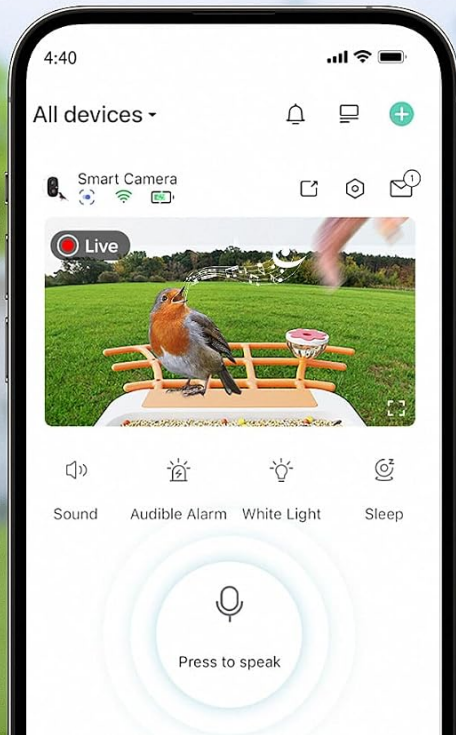 4:40
All devices
Smart Camera
1
Live
Sound
Audible Alarm
White Light
Sleep
Press to speak